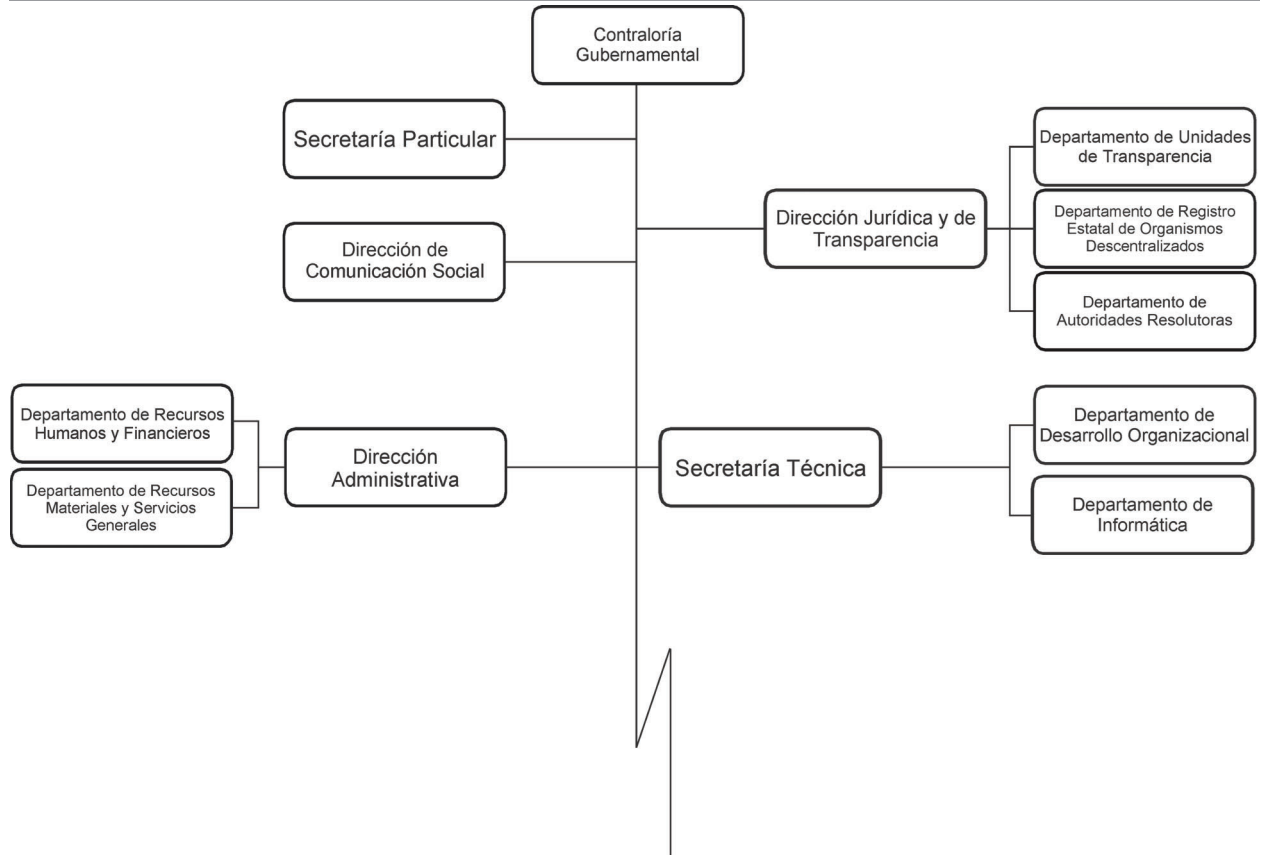 Contraloría
Gubernamental
Secretaría Particular
Departamento de Unidades
de Transparencia
Dirección Jurídica y de
Transparencia
Departamento de Registro
Estatal de Organismos
Descentralizados
Dirección de
Comunicación Social
Departamento de
Autoridades Resolutoras
Departamento de Recursos
Humanos y Financieros
Dirección
Administrativa
Secretaría Técnica
Departamento de
Desarrollo Organizacional
Departamento de Recursos
Materiales y Servicios
Generales
Departamento de
Informática